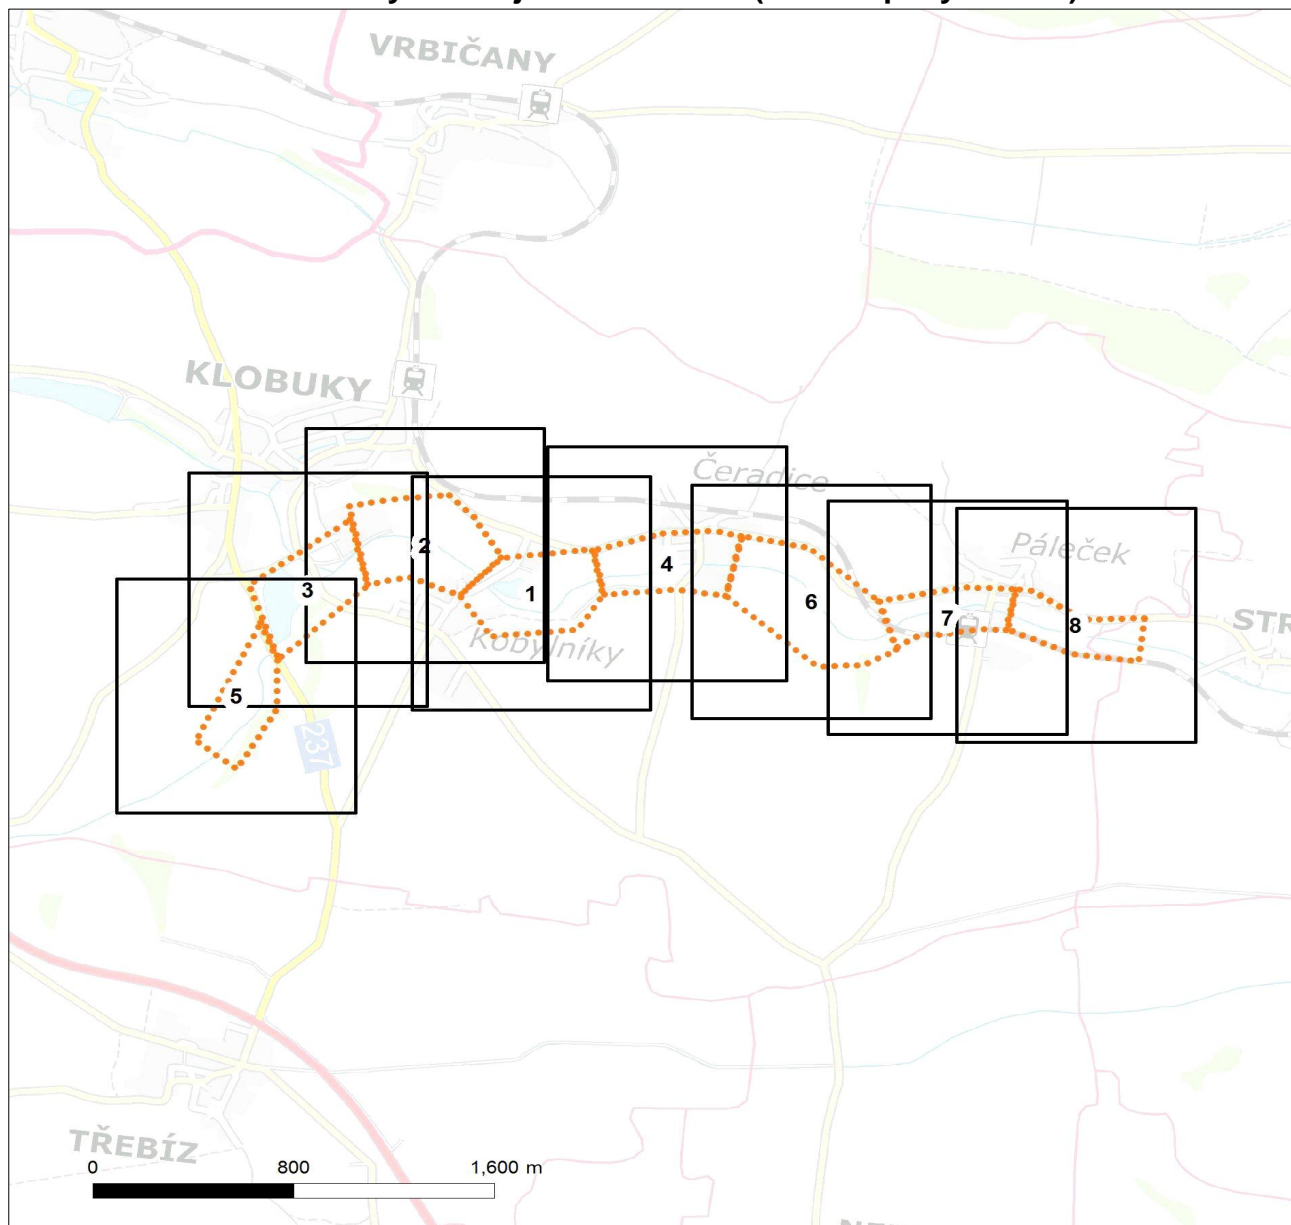 VRBIČANY
KLOBUKY
Čeradice
2
Páleček
4
3
1
6
7
8
STR
Kobylníky
5
237
TŘEBÍZ
0 800 1,600 m